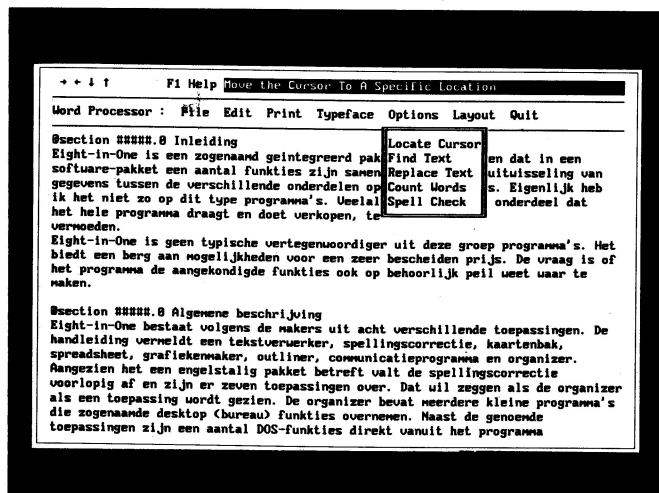 → ← ↓ ↑ F1 Help Move the Cursor To A Specific Location
Word Processor : File Edit Print Typeface Options Layout Quit
@section #####.0 Inleiding
Locate Cursor
Eight-in-One is een zogenaamd geintegreerd pak Find Text en dat in een
software-pakket een aantal funkties zijn samen Replace Text uitwisseling van
gegevens tussen de verschillende onderdelen op Count Words s. Eigenlijk heb
ik het niet zo op dit type programma's. Veelal Spell Check onderdeel dat
het hele programma draagt en doet verkopen, te
vermoeden.
Eight-in-One is geen typische vertegenwoordiger uit deze groep programma's. Het
biedt een berg aan mogelijkheden voor een zeer bescheiden prijs. De vraag is of
het programma de aangekondigde funkties ook op behoorlijk peil weet waar te
maken.
@section #####.0 Algemene beschrijving
Eight-in-One bestaat volgens de makers uit acht verschillende toepassingen. De
handleiding vermeldt een tekstverwerker, spellingscorrectie, kaartenbak,
spreadsheet, grafiekenmaker, outliner, communicatieprogramma en organizer.
Aangezien het een engelstalig pakket betreft valt de spellingscorrectie
voorlopig af en zijn er zeven toepassingen over. Dat wil zeggen als de organizer
als een toepassing wordt gezien. De organizer bevat meerdere kleine programma's
die zogenaamde desktop (bureau) funkties overnemen. Naast de genoemde
toepassingen zijn een aantal DOS-funkties direkt vanuit het programma